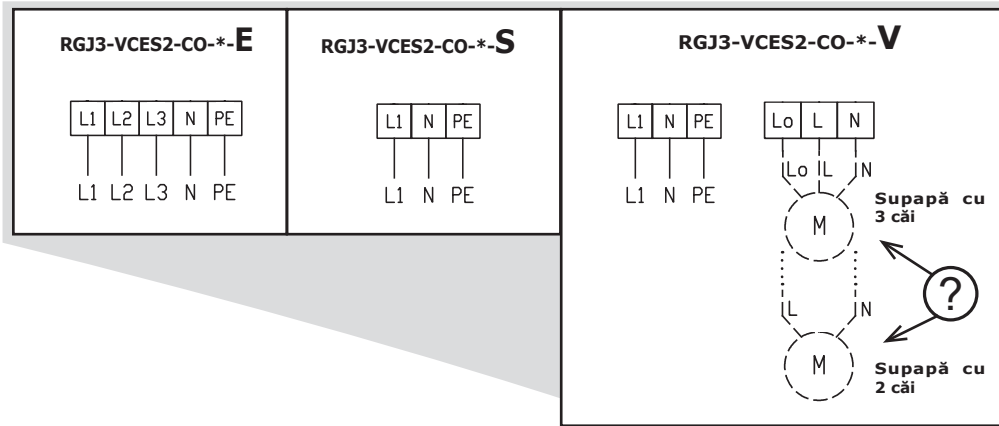 RGJ3-VCES2-CO-*-E
L1 L2 L3 N PE
L1 L2 L3 N PE
RGJ3-VCES2-CO-*-S
L1 N PE
L1 N PE
RGJ3-VCES2-CO-*-V
L1 N PE
L1 N PE
Lo L N
Lo L N
M
Supapă cu
3 căi
?
L N
M
Supapă cu
2 căi